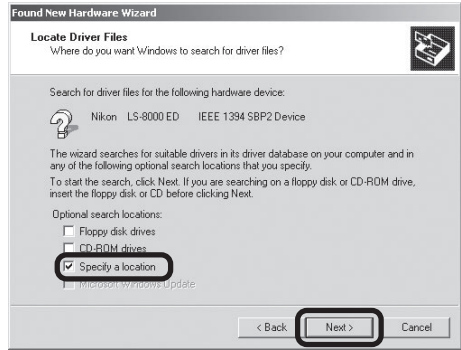 Found New Hardware Wizard
Locate Driver Files
Where do you want Windows to search for driver files?
Search for driver files for the following hardware device:
Nikon LS-8000 ED IEEE 1394 SBP2 Device
The wizard searches for suitable drivers in its driver database on your computer and in
any of the following optional search locations that you specify.
To start the search, click Next. If you are searching on a floppy disk or CD-ROM drive,
insert the floppy disk or CD before clicking Next.
Optional search locations:
Floppy disk drives
CD-ROM drives
Specify a location
Microsoft Windows Update
< Back Next > Cancel